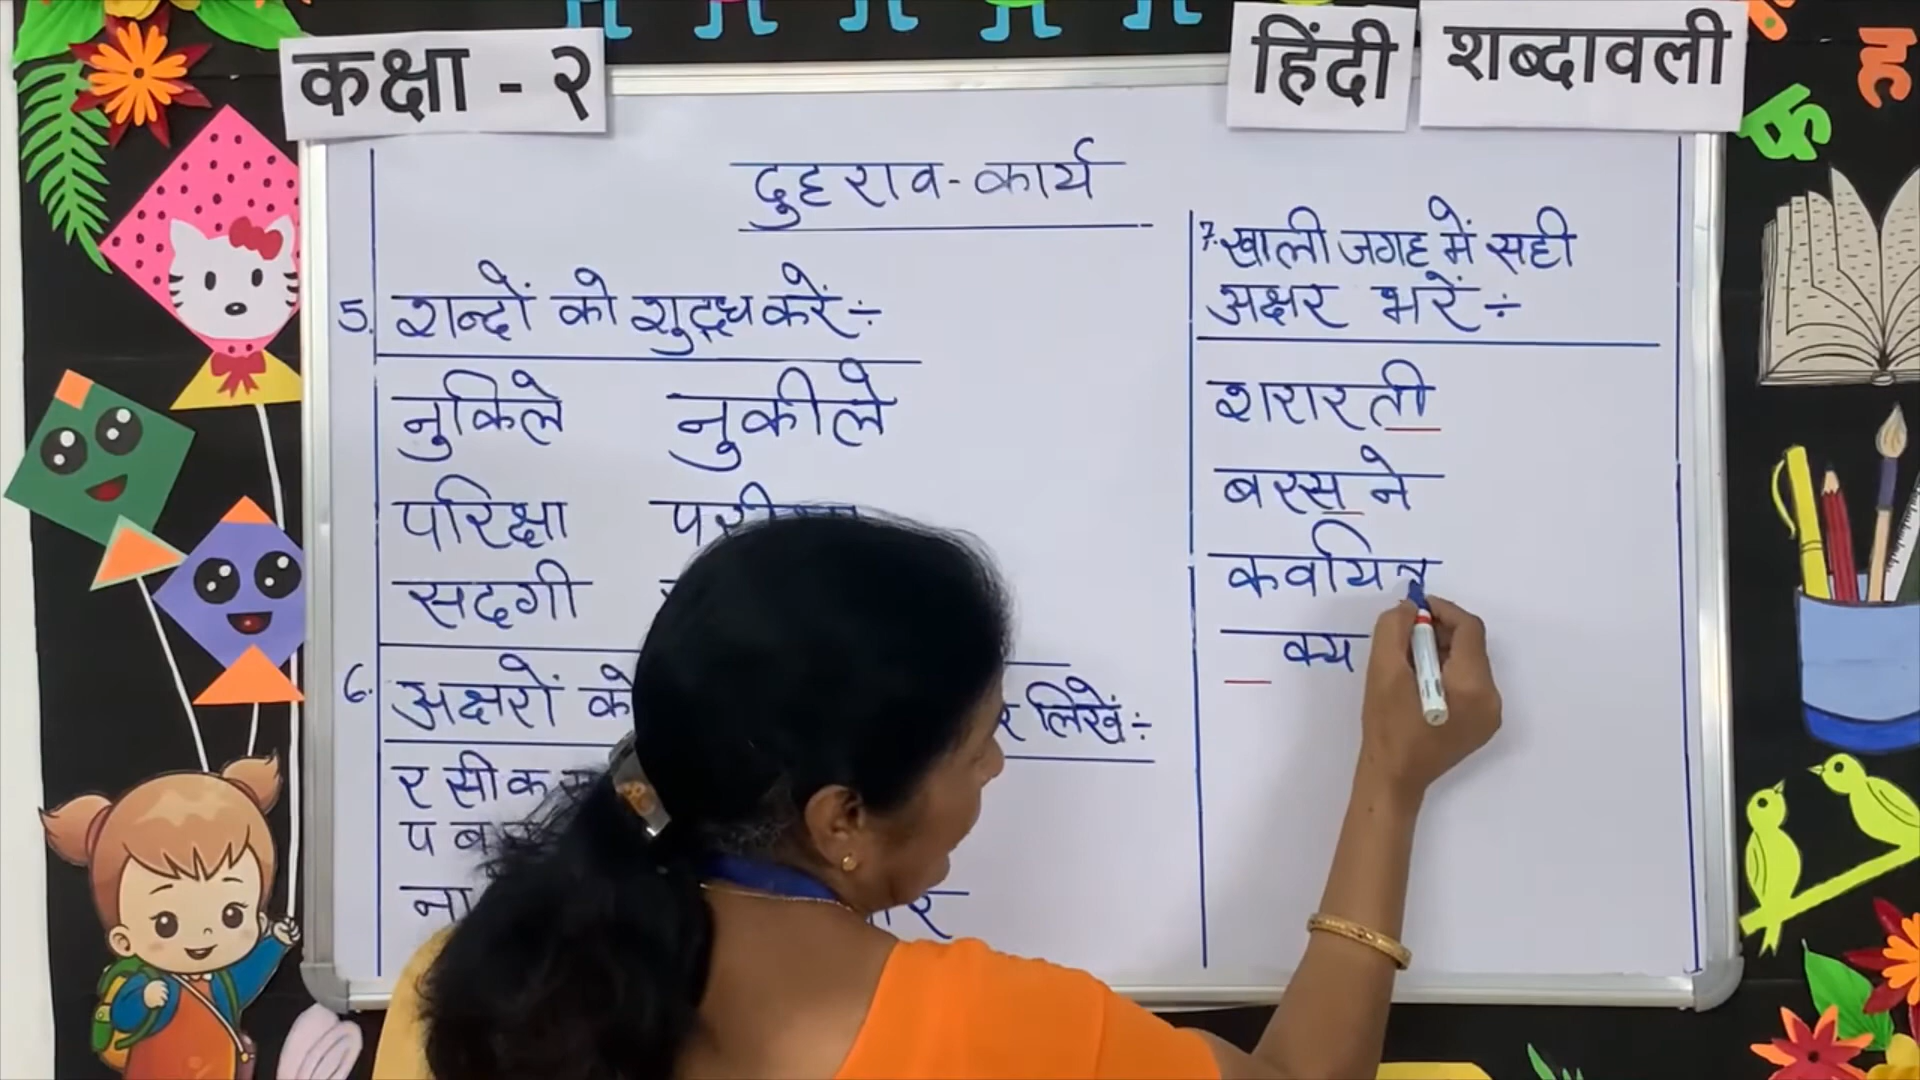 कक्षा - २
हिंदी शब्दावली
दुहराव-कार्य
5. शब्दों को शुद्ध करें÷
नुकिले नुकीले
परिक्षा
सदगी
6. अक्षरों को लिखें÷
र सी क
प ब
ना
7. खाली जगह में सही
अक्षर भरें÷
शरारती
बरस ने
कवयि
क्य
ह